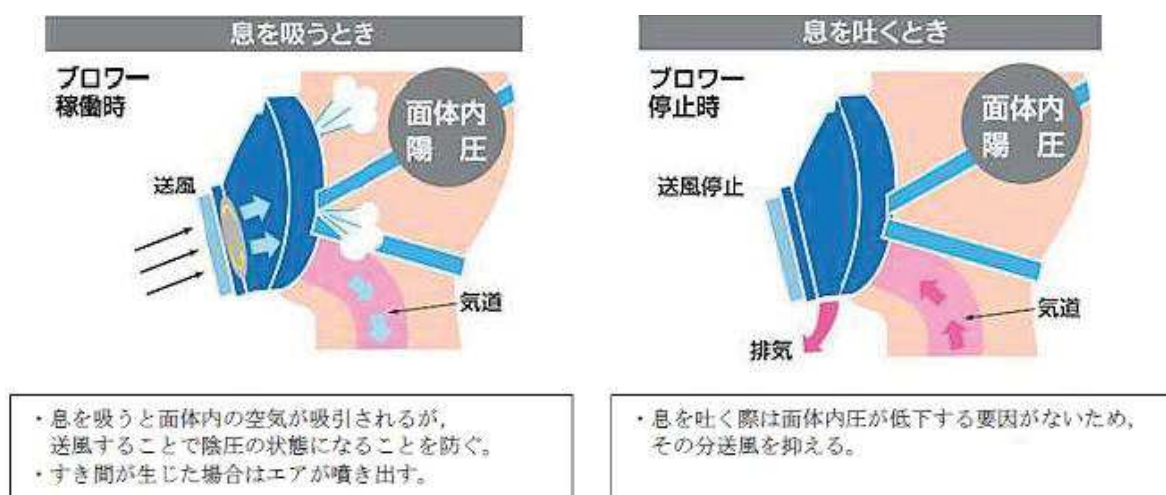 息を吸うとき
ブロワー
稼働時
面体内
陽 圧
送風
気道
・息を吸うと面体内の空気が吸引されるが,
送風することで陰圧の状態になることを防ぐ。
・すき間が生じた場合はエアが噴き出す。
息を吐くとき
ブロワー
停止時
面体内
陽 圧
送風停止
気道
排気
・息を吐く際は面体内圧が低下する要因がないため,
その分送風を抑える。